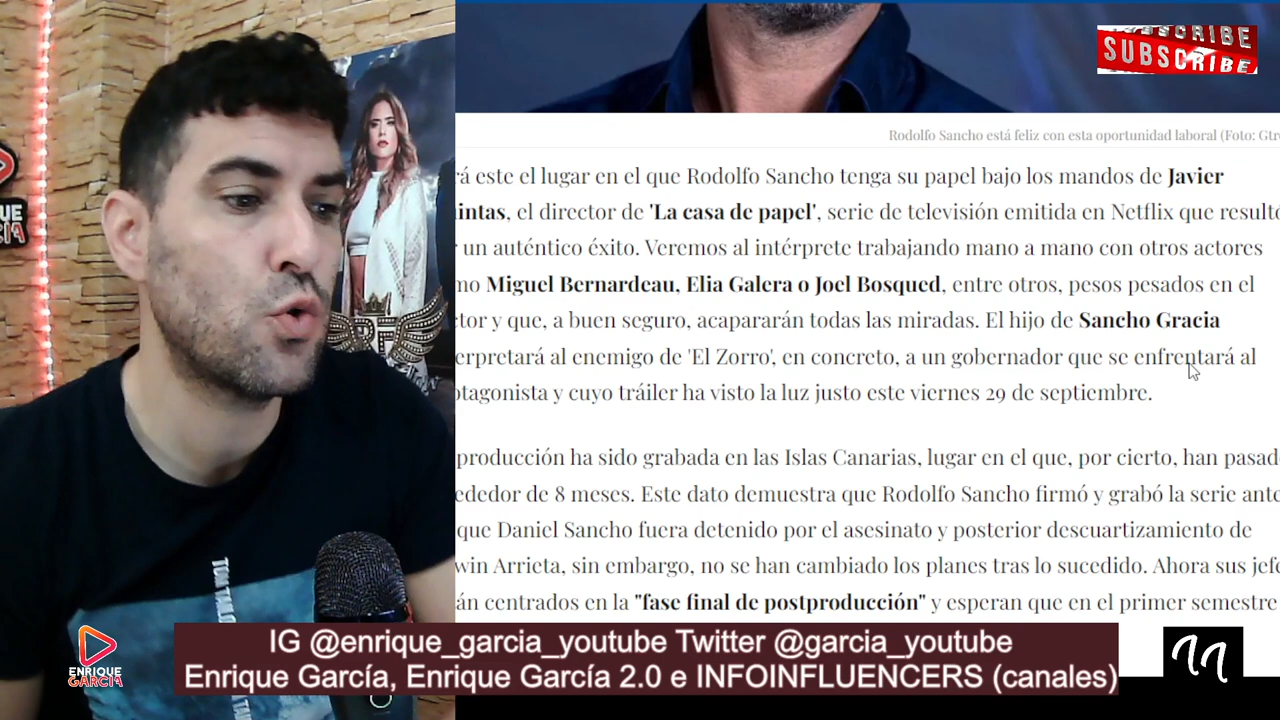 SUBSCRIBE
SUBSCRIBE
Rodolfo Sancho está feliz con esta oportunidad laboral (Foto: Gtre
rá este el lugar en el que Rodolfo Sancho tenga su papel bajo los mandos de Javier
uintas, el director de 'La casa de papel', serie de televisión emitida en Netflix que resultó
r un auténtico éxito. Veremos al intérprete trabajando mano a mano con otros actores
mo Miguel Bernardeau, Elia Galera o Joel Bosqued, entre otros, pesos pesados en el
ctor y que, a buen seguro, acapararán todas las miradas. El hijo de Sancho Gracia
erpretará al enemigo de 'El Zorro', en concreto, a un gobernador que se enfrentará al
otagonista y cuyo tráiler ha visto la luz justo este viernes 29 de septiembre.
producción ha sido grabada en las Islas Canarias, lugar en el que, por cierto, han pasad
ededor de 8 meses. Este dato demuestra que Rodolfo Sancho firmó y grabó la serie ante
que Daniel Sancho fuera detenido por el asesinato y posterior descuartizamiento de
win Arrieta, sin embargo, no se han cambiado los planes tras lo sucedido. Ahora sus jefe
án centrados en la "fase final de postproducción" y esperan que en el primer semestre
IG @enrique_garcia_youtube Twitter @garcia_youtube
Enrique García, Enrique García 2.0 e INFOINFLUENCERS (canales)
ENRIQUE
GARCÍA